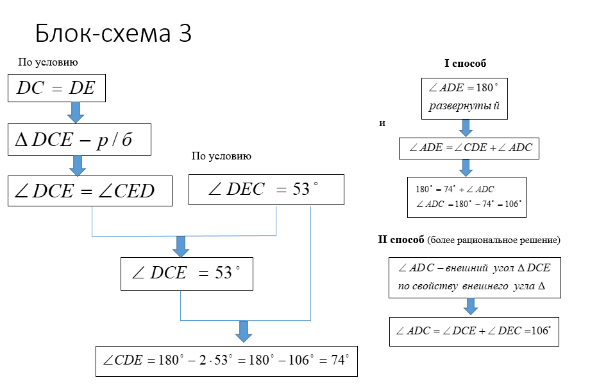 Блок-схема 3
По условию
DC = DE
Δ DCE – р / б
∠ DCE = ∠CED
По условию
∠ DEC = 53°
∠ DCE = 53°
∠CDE = 180° – 2·53° = 180° – 106° = 74°
I способ
∠ ADE = 180°
развернутый
и
∠ ADE = ∠CDE + ∠ ADC
180° = 74° + ∠ ADC
∠ ADC = 180° – 74° = 106°
II способ (более рациональное решение)
∠ ADC – внешний угол Δ DCE
по свойству внешнего угла Δ
∠ ADC = ∠DCE + ∠ DEC = 106°